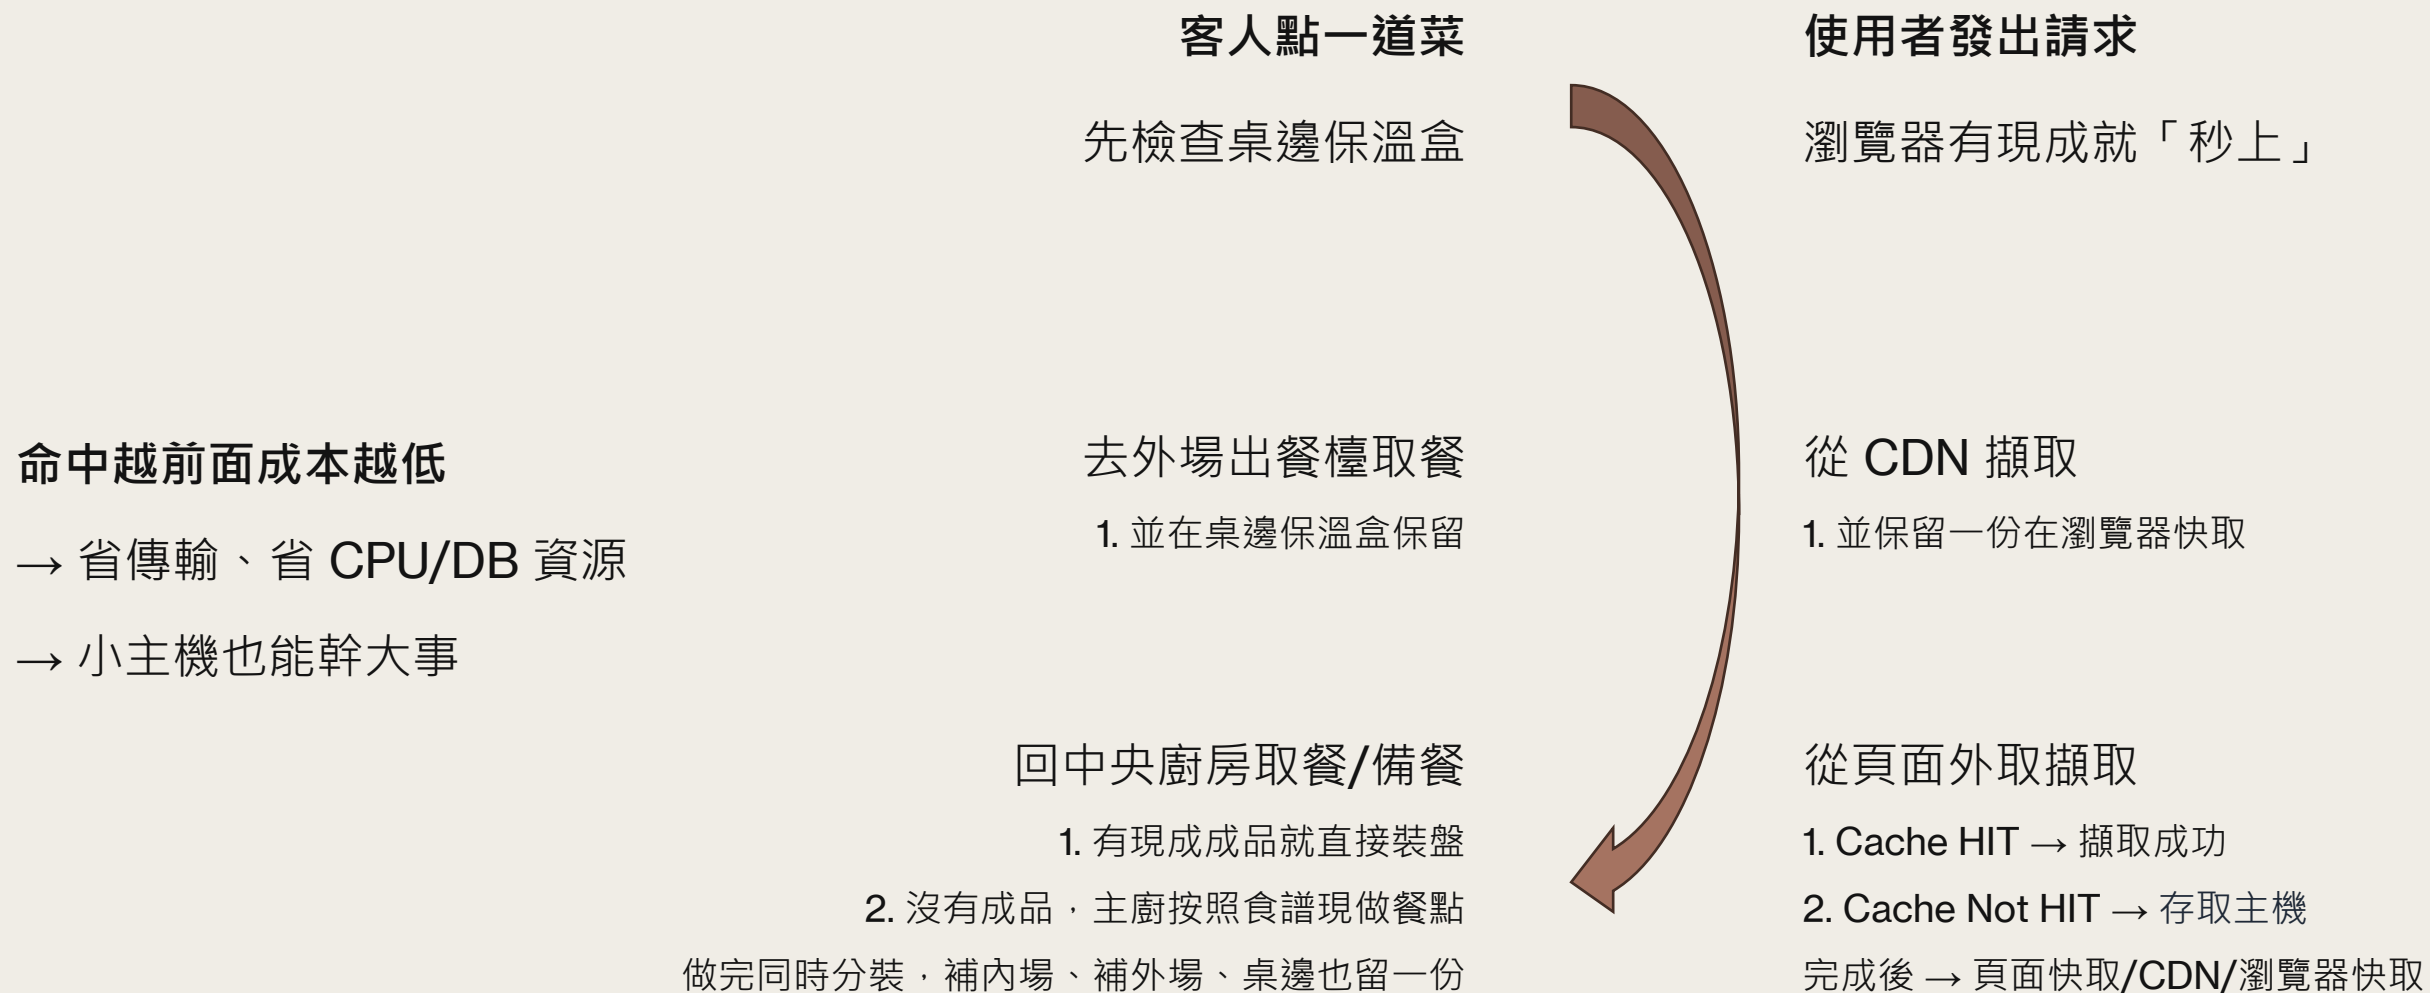 命中越前面成本越低
→ 省傳輸、省 CPU/DB 資源
→ 小主機也能幹大事
客人點一道菜
先檢查桌邊保溫盒
去外場出餐檯取餐
1. 並在桌邊保溫盒保留
回中央廚房取餐/備餐
1. 有現成成品就直接裝盤
2. 沒有成品，主廚按照食譜現做餐點
做完同時分裝，補內場、補外場、桌邊也留一份
使用者發出請求
瀏覽器有現成就「秒上」
從 CDN 擷取
1. 並保留一份在瀏覽器快取
從頁面外取擷取
1. Cache HIT → 擷取成功
2. Cache Not HIT → 存取主機
完成後 → 頁面快取/CDN/瀏覽器快取